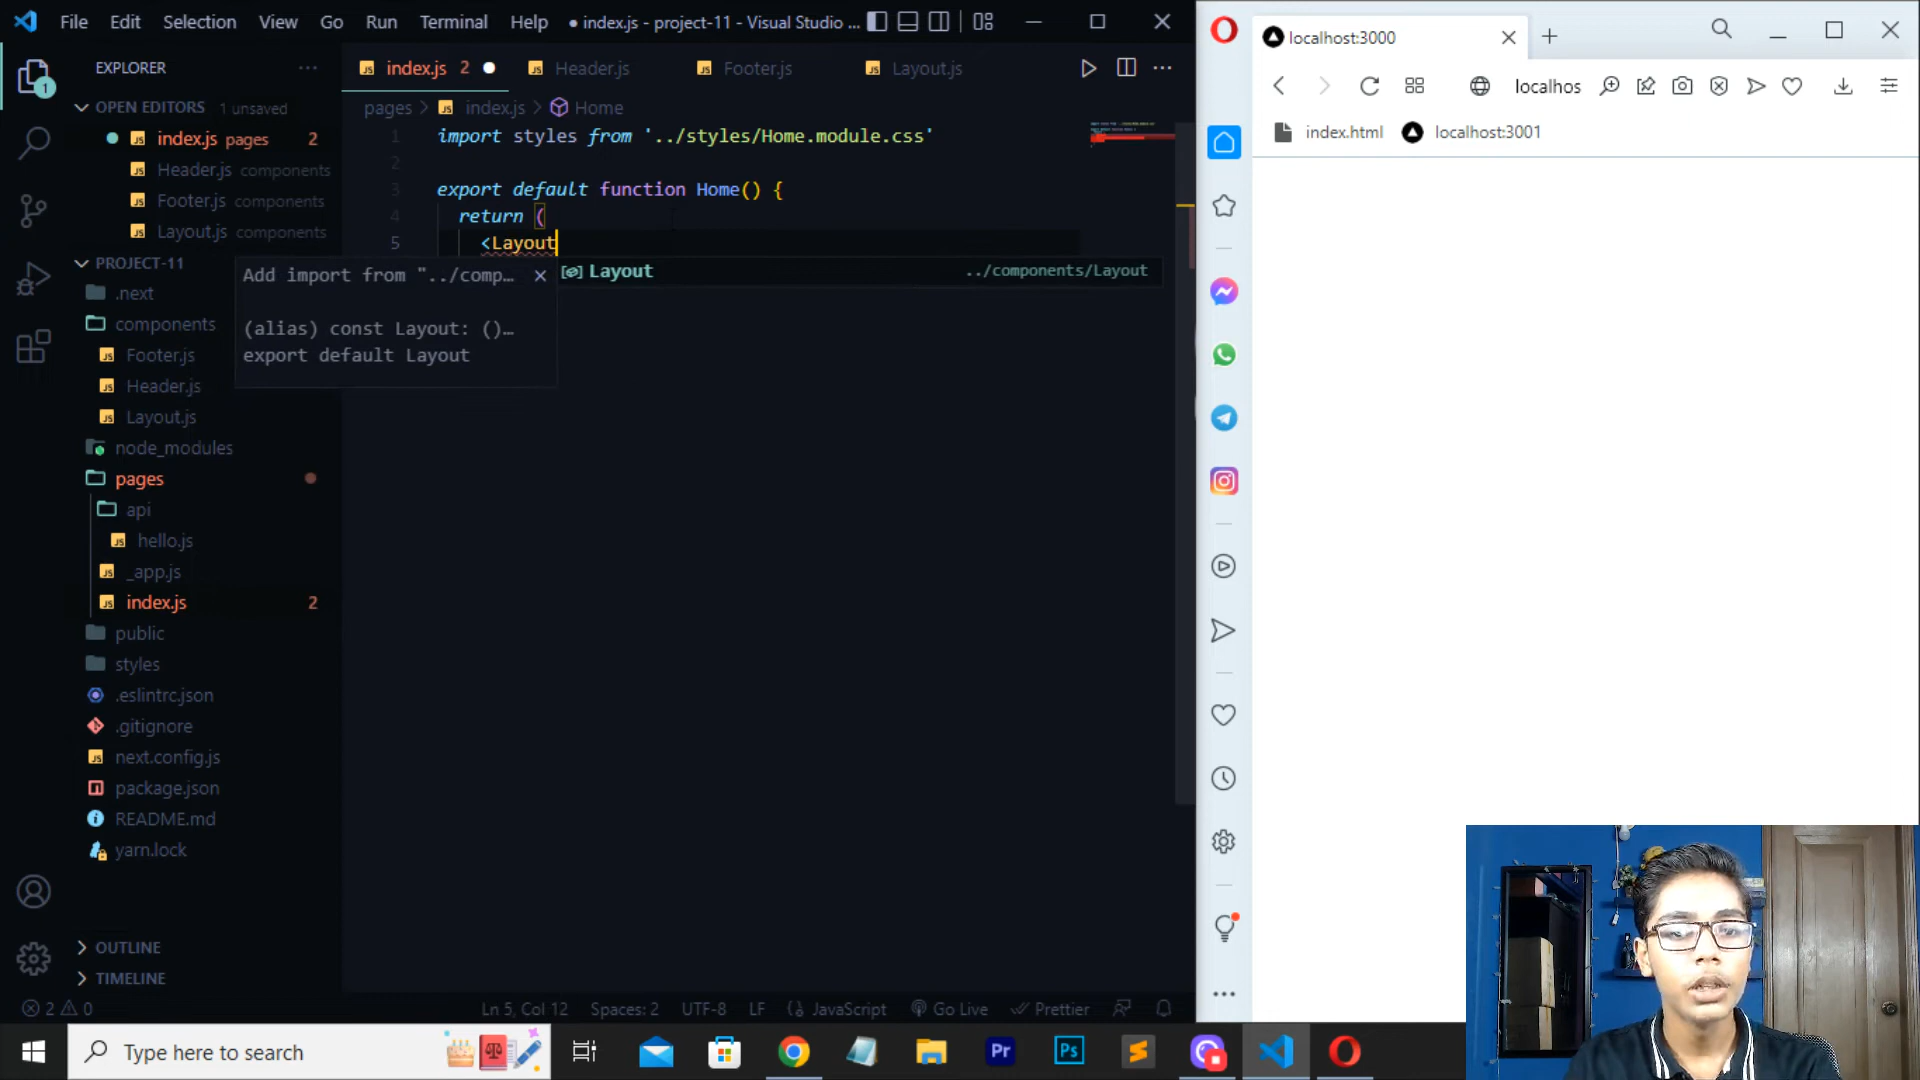 File Edit Selection View Go Run Terminal Help ● index.js - project-11 - Visual Studio ...
EXPLORER
OPEN EDITORS 1 unsaved
index.js pages 2
Header.js components
Footer.js components
Layout.js components
PROJECT-11
.next
components
Footer.js
Header.js
Layout.js
node_modules
pages
api
hello.js
_app.js
index.js 2
public
styles
.eslintrc.json
.gitignore
next.config.js
package.json
README.md
yarn.lock
OUTLINE
TIMELINE
1
index.js 2
Header.js
Footer.js
Layout.js
pages > index.js > Home
1 import styles from '../styles/Home.module.css'
2
3 export default function Home() {
4 return (
5 <Layout
Layout ../components/Layout
Add import from "../comp...
(alias) const Layout: ()...
export default Layout
2 0
Ln 5, Col 12 Spaces: 2 UTF-8 LF JavaScript Go Live Prettier
localhost:3000
localhos
index.html localhost:3001
Type here to search
Pr
Ps